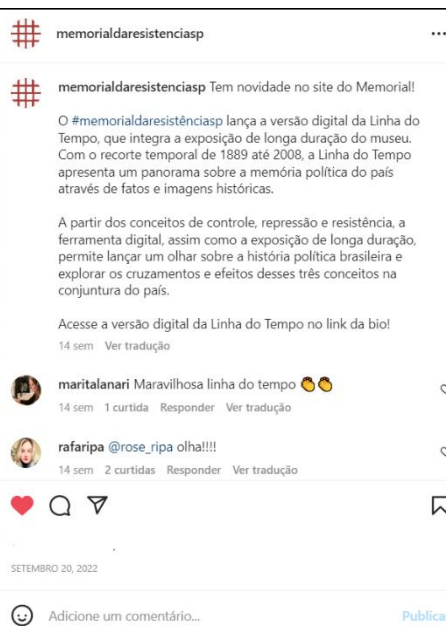 memorialdaresistenciasp
memorialdaresistenciasp Tem novidade no site do Memorial!
O #memorialdaresistênciasp lança a versão digital da Linha do
Tempo, que integra a exposição de longa duração do museu.
Com o recorte temporal de 1889 até 2008, a Linha do Tempo
apresenta um panorama sobre a memória política do país
através de fatos e imagens históricas.
A partir dos conceitos de controle, repressão e resistência, a
ferramenta digital, assim como a exposição de longa duração,
permite lançar um olhar sobre a história política brasileira e
explorar os cruzamentos e efeitos desses três conceitos na
conjuntura do país.
Acesse a versão digital da Linha do Tempo no link da bio!
14 sem Ver tradução
maritalanari Maravilhosa linha do tempo 👏👏
14 sem 1 curtida Responder Ver tradução
rafaripa @rose_ripa olha!!!!
14 sem 2 curtidas Responder Ver tradução
SETEMBRO 20, 2022
Adicione um comentário... Publica